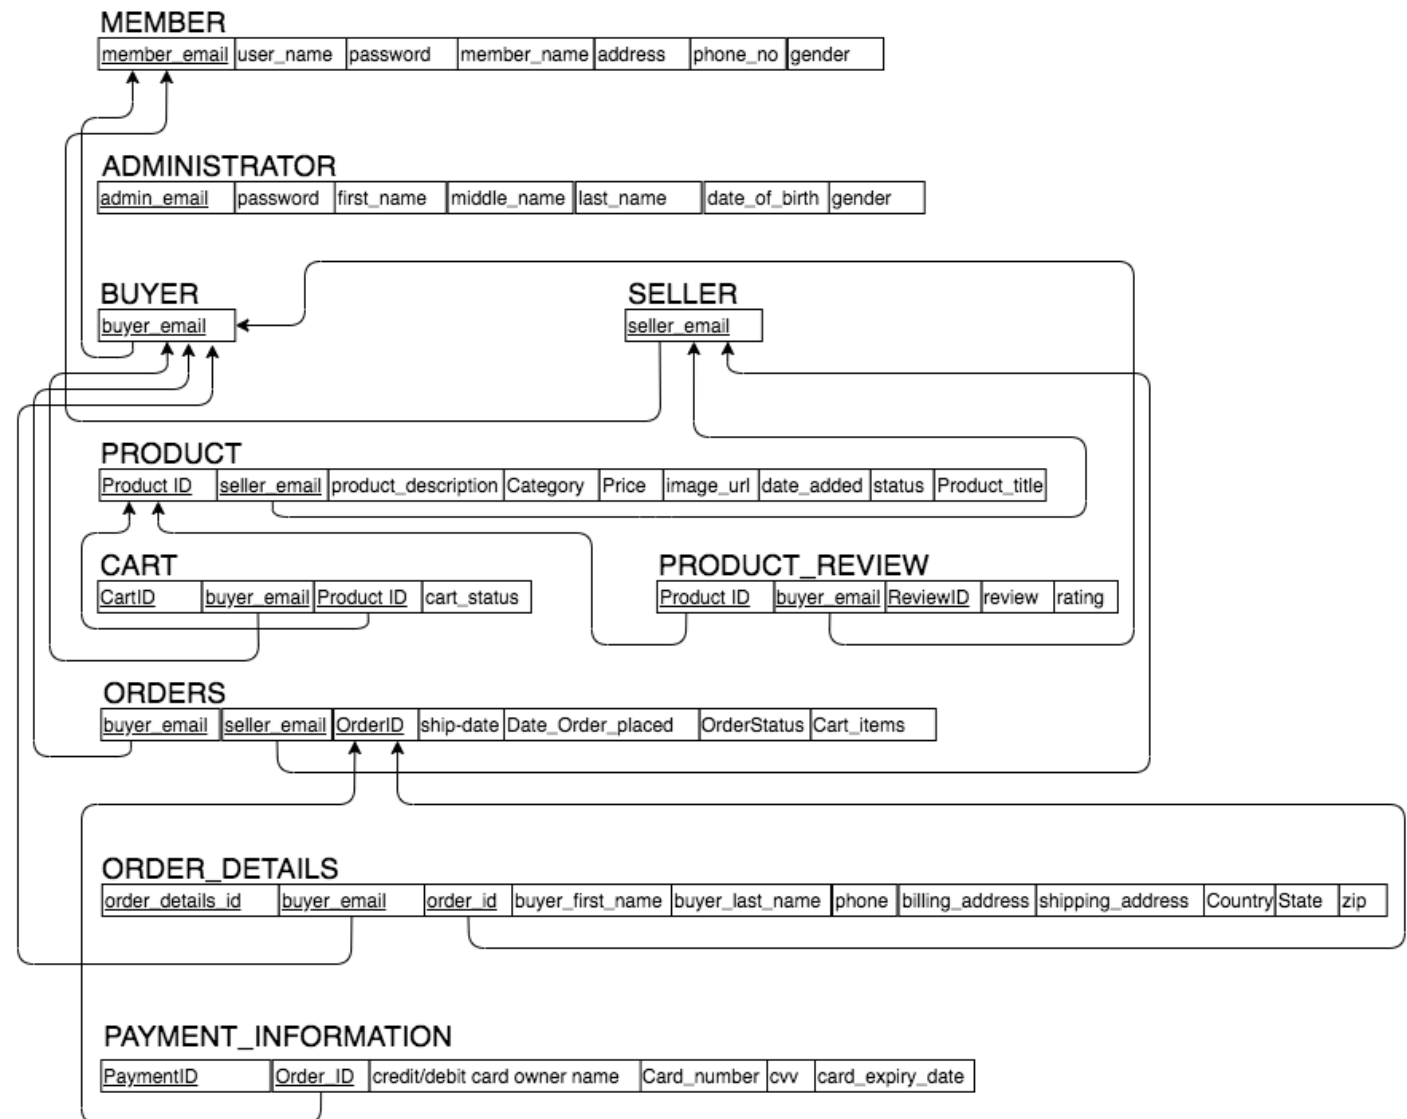 MEMBER
member_email user_name password member_name address phone_no gender
ADMINISTRATOR
admin_email password first_name middle_name last_name date_of_birth gender
BUYER SELLER
buyer_email seller_email
PRODUCT
Product ID seller_email product_description Category Price image_url date_added status Product_title
CART PRODUCT_REVIEW
CartID buyer_email Product ID cart_status Product ID buyer_email ReviewID review rating
ORDERS
buyer_email seller_email OrderID ship-date Date_Order_placed OrderStatus Cart_items
ORDER_DETAILS
order_details_id buyer_email order_id buyer_first_name buyer_last_name phone billing_address shipping_address Country State zip
PAYMENT_INFORMATION
PaymentID Order_ID credit/debit card owner name Card_number cvv card_expiry_date